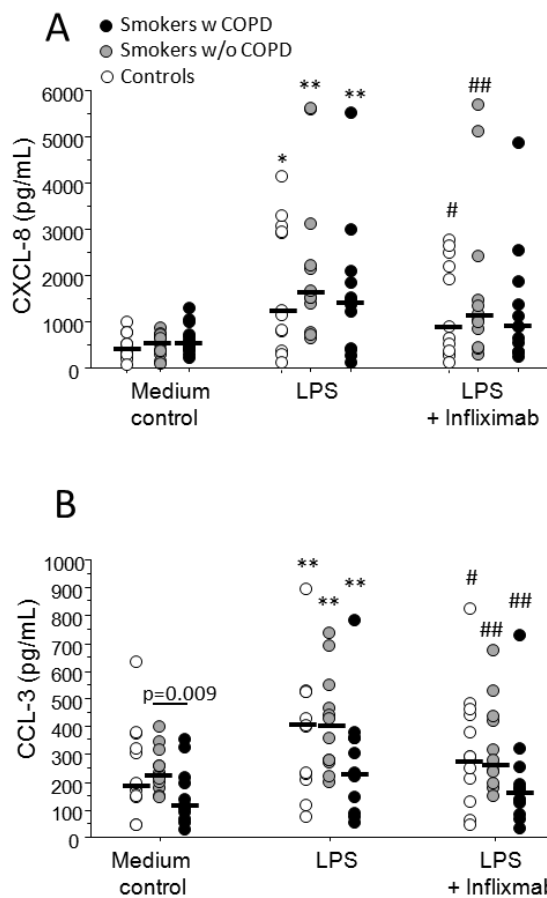 A
Smokers w COPD
Smokers w/o COPD
Controls
CXCL-8 (pg/mL)
6000
5000
4000
3000
2000
1000
0
*
**
**
#
##
Medium control
LPS
LPS + Infliximab
B
CCL-3 (pg/mL)
1000
900
800
700
600
500
400
300
200
100
0
p=0.009
**
**
**
#
##
##
Medium control
LPS
LPS + Inflixmab